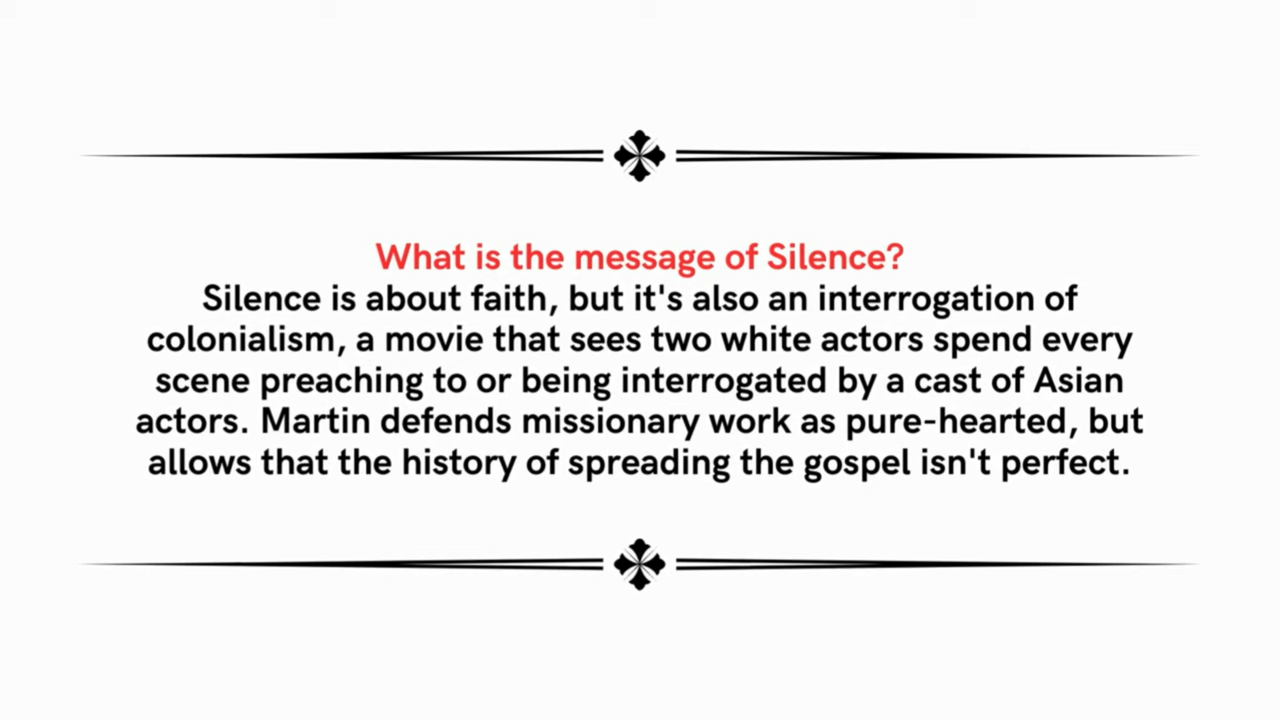 What is the message of Silence?
Silence is about faith, but it's also an interrogation of
colonialism, a movie that sees two white actors spend every
scene preaching to or being interrogated by a cast of Asian
actors. Martin defends missionary work as pure-hearted, but
allows that the history of spreading the gospel isn't perfect.